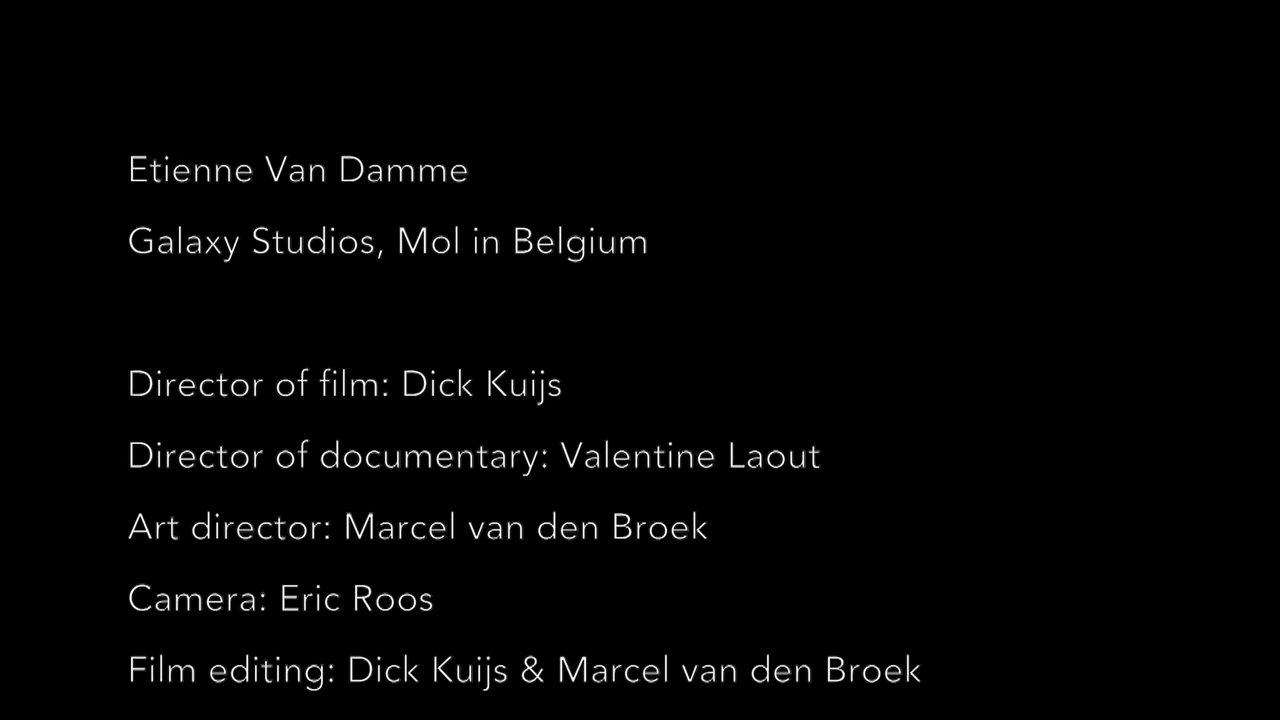 Etienne Van Damme
Galaxy Studios, Mol in Belgium
Director of film: Dick Kuijs
Director of documentary: Valentine Laout
Art director: Marcel van den Broek
Camera: Eric Roos
Film editing: Dick Kuijs & Marcel van den Broek